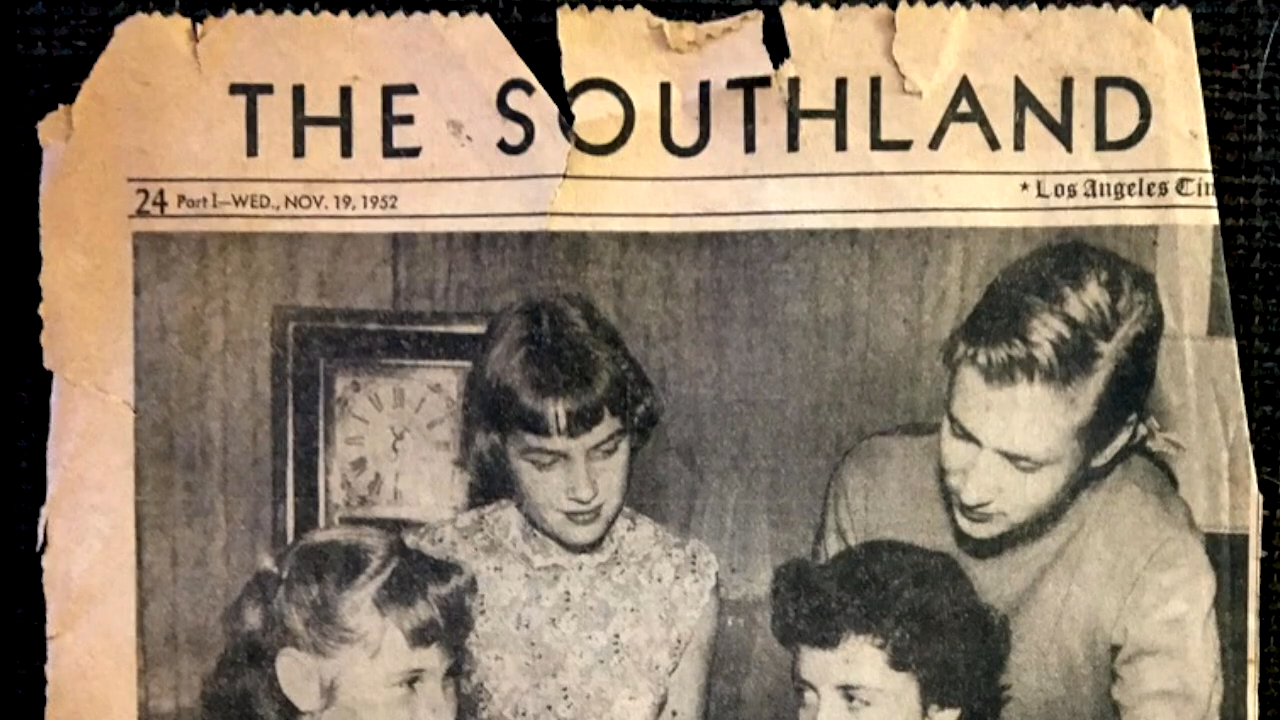 THE SOUTHLAND
24 Part I—WED., NOV. 19, 1952
★ Los Angeles Tim